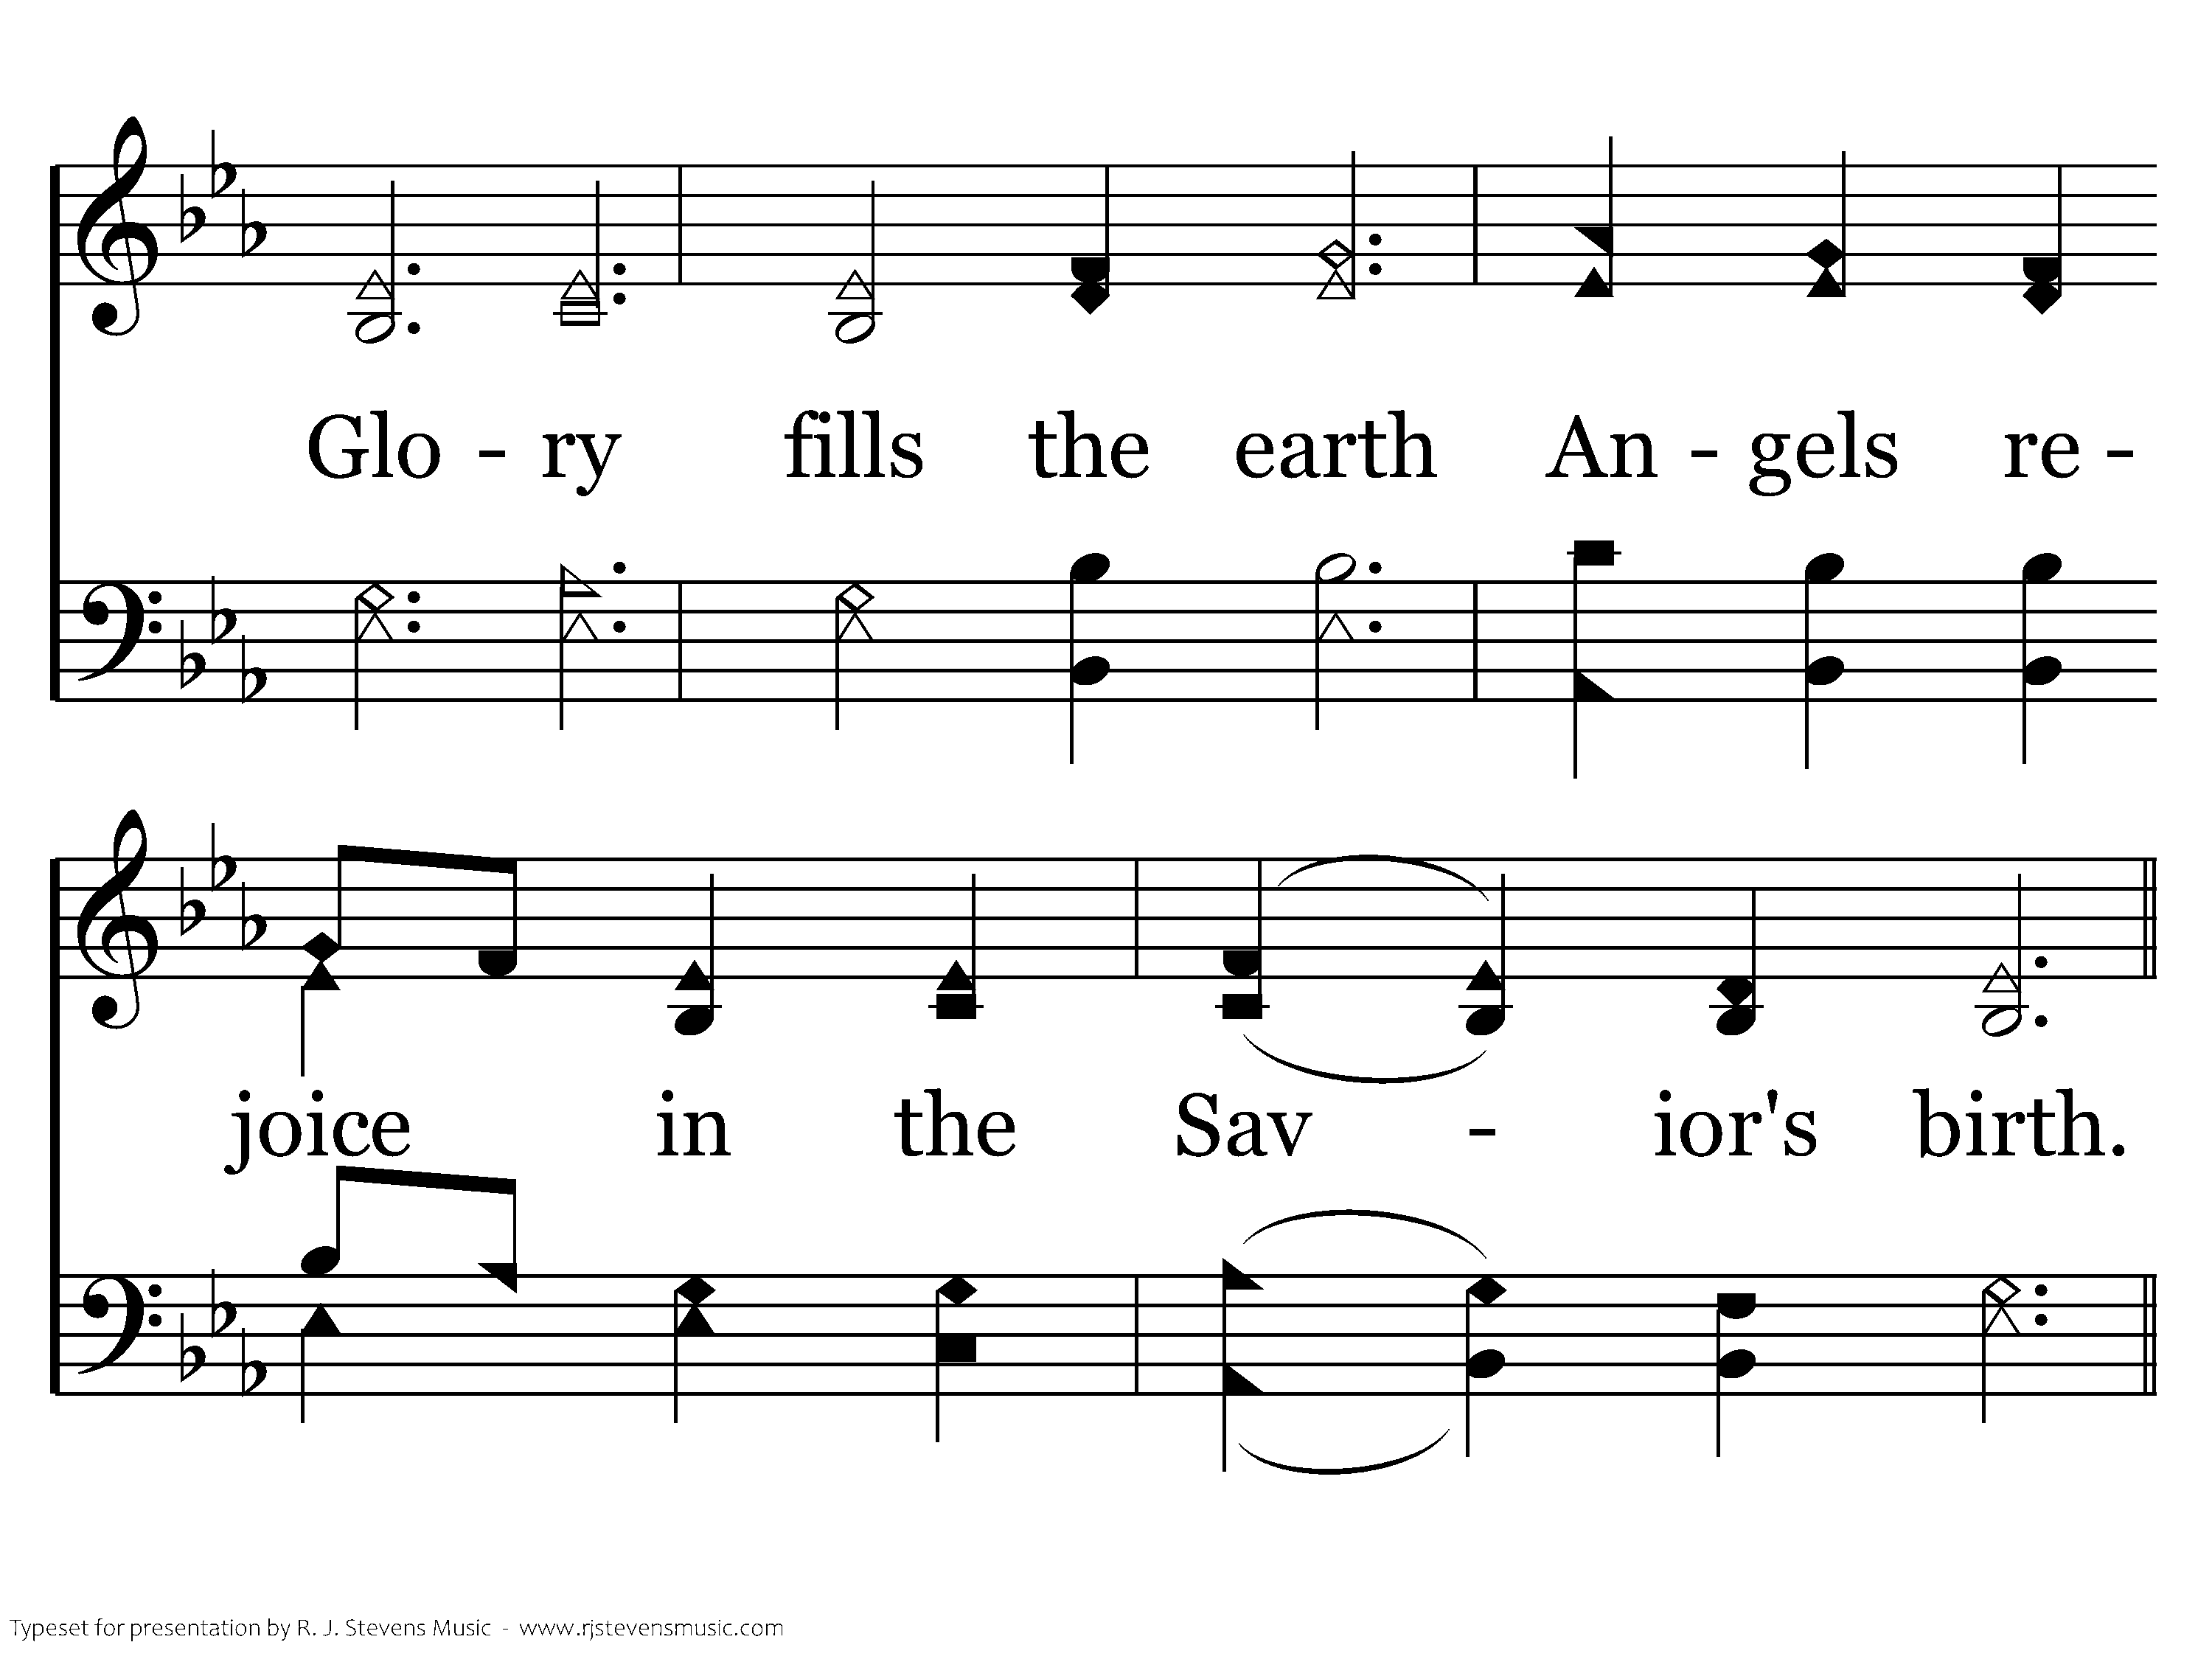 Glo - ry fills the earth An - gels re -
joice in the Sav - ior's birth.
Typeset for presentation by R. J. Stevens Music - www.rjstevensmusic.com